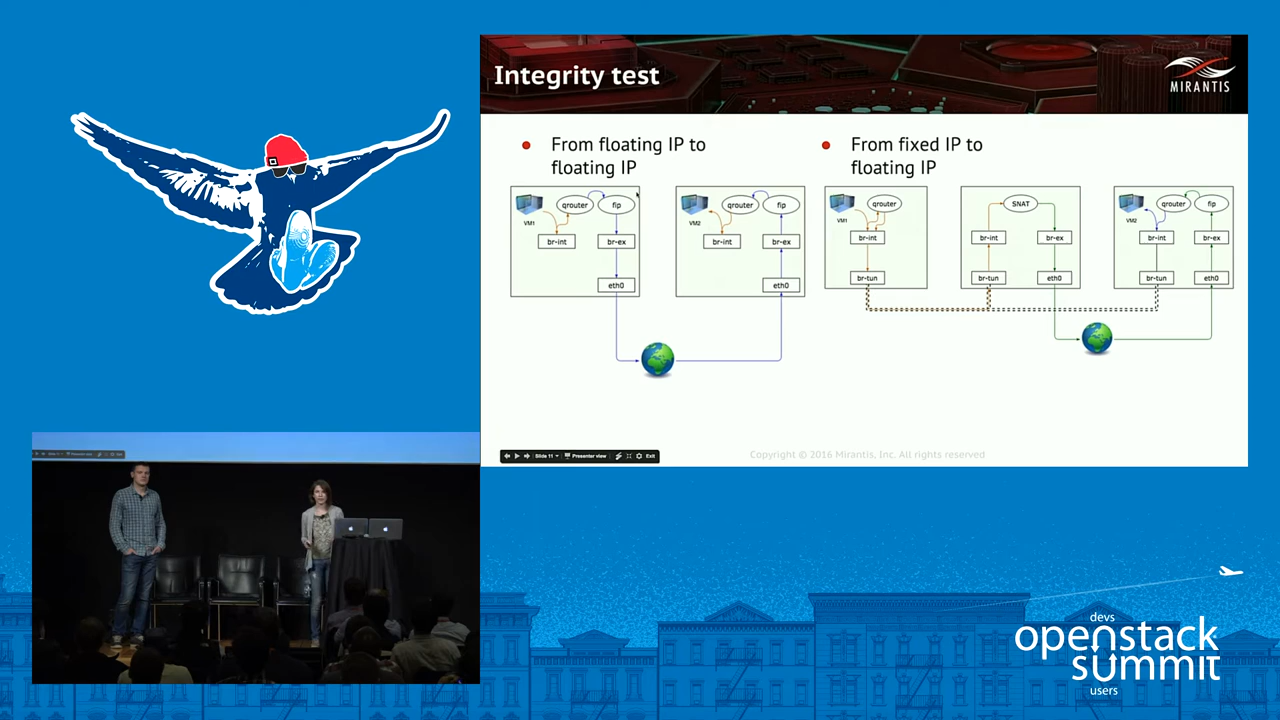 Integrity test
MIRANTIS
From floating IP to
floating IP
From fixed IP to
floating IP
VM1
qrouter
fip
br-int
br-ex
eth0
VM2
qrouter
fip
br-int
br-ex
eth0
VM1
qrouter
br-int
br-tun
SNAT
br-int
br-ex
br-tun
eth0
VM2
qrouter
fip
br-int
br-ex
br-tun
eth0
Slide 11
Presenter view
Exit
Copyright © 2016 Mirantis, Inc. All rights reserved
devs
openstack
summit
users